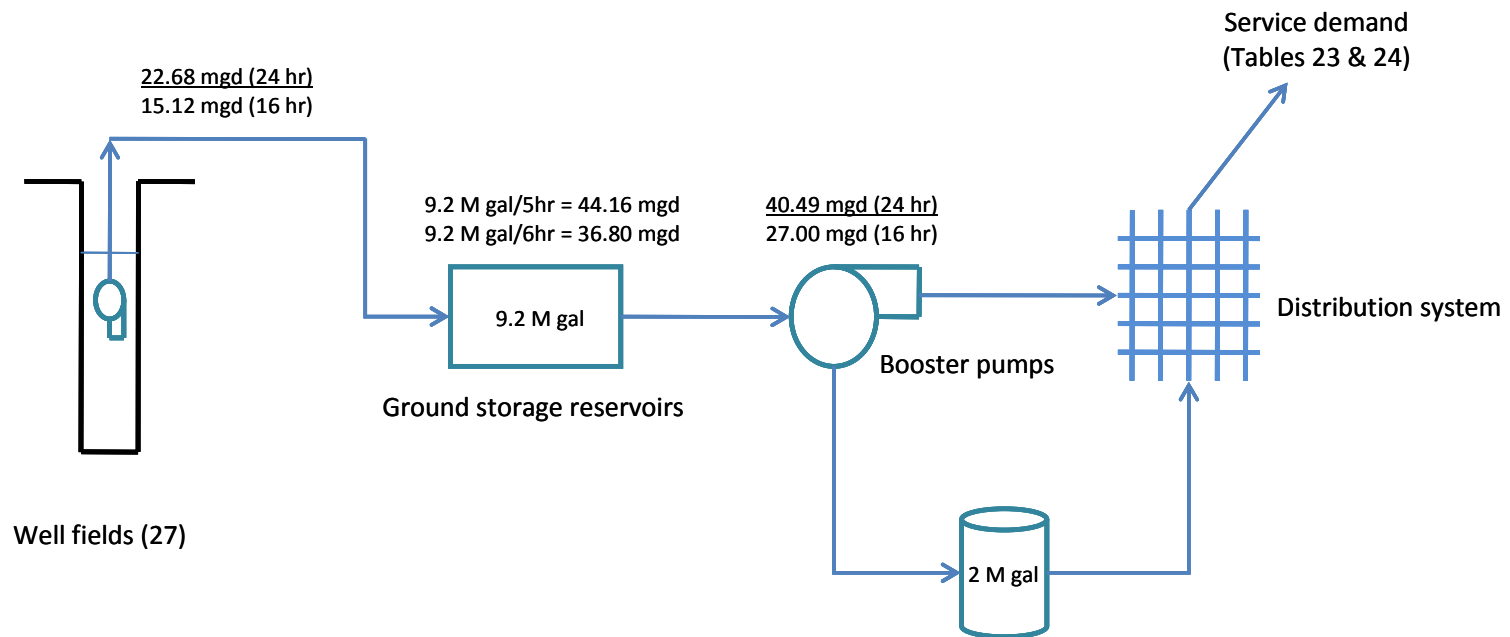 Service demand
(Tables 23 & 24)
22.68 mgd (24 hr)
15.12 mgd (16 hr)
9.2 M gal/5hr = 44.16 mgd
9.2 M gal/6hr = 36.80 mgd
40.49 mgd (24 hr)
27.00 mgd (16 hr)
9.2 M gal
Distribution system
Booster pumps
Ground storage reservoirs
Well fields (27)
2 M gal